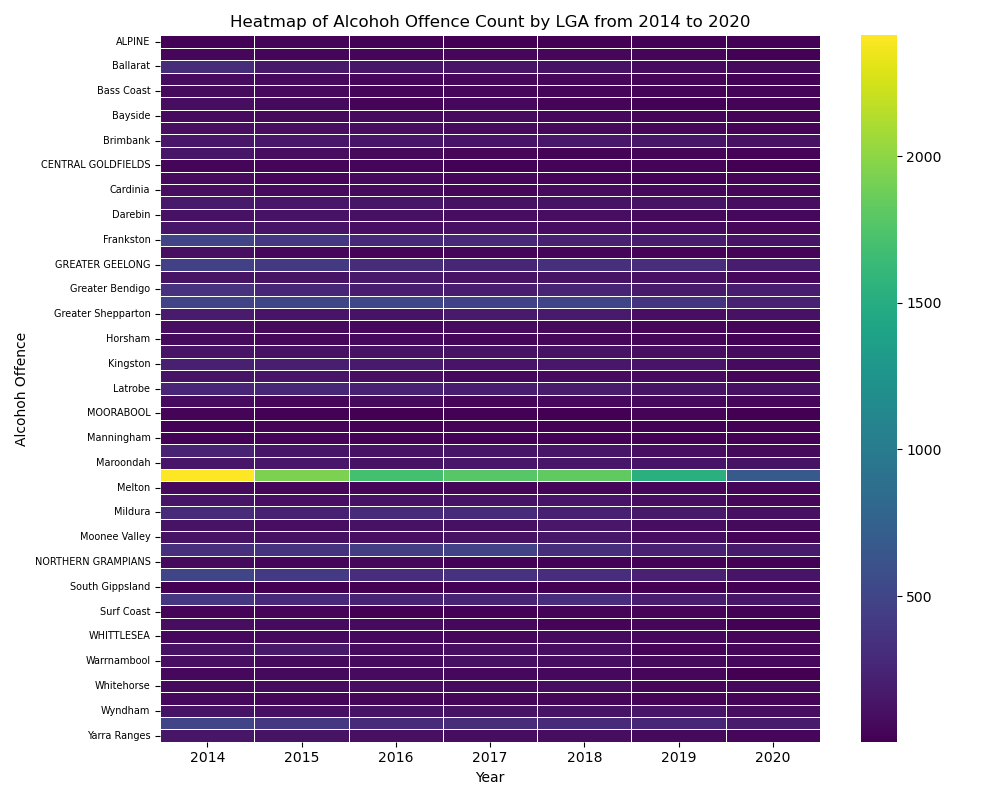 Heatmap of Alcohoh Offence Count by LGA from 2014 to 2020
ALPINE
Ballarat
Bass Coast
Bayside
Brimbank
CENTRAL GOLDFIELDS
Cardinia
Darebin
Frankston
GREATER GEELONG
Greater Bendigo
Greater Shepparton
Horsham
Kingston
Latrobe
MOORABOOL
Manningham
Maroondah
Melton
Mildura
Moonee Valley
NORTHERN GRAMPIANS
South Gippsland
Surf Coast
WHITTLESEA
Warrnambool
Whitehorse
Wyndham
Yarra Ranges
Alcohoh Offence
2014 2015 2016 2017 2018 2019 2020
Year
2000
1500
1000
500